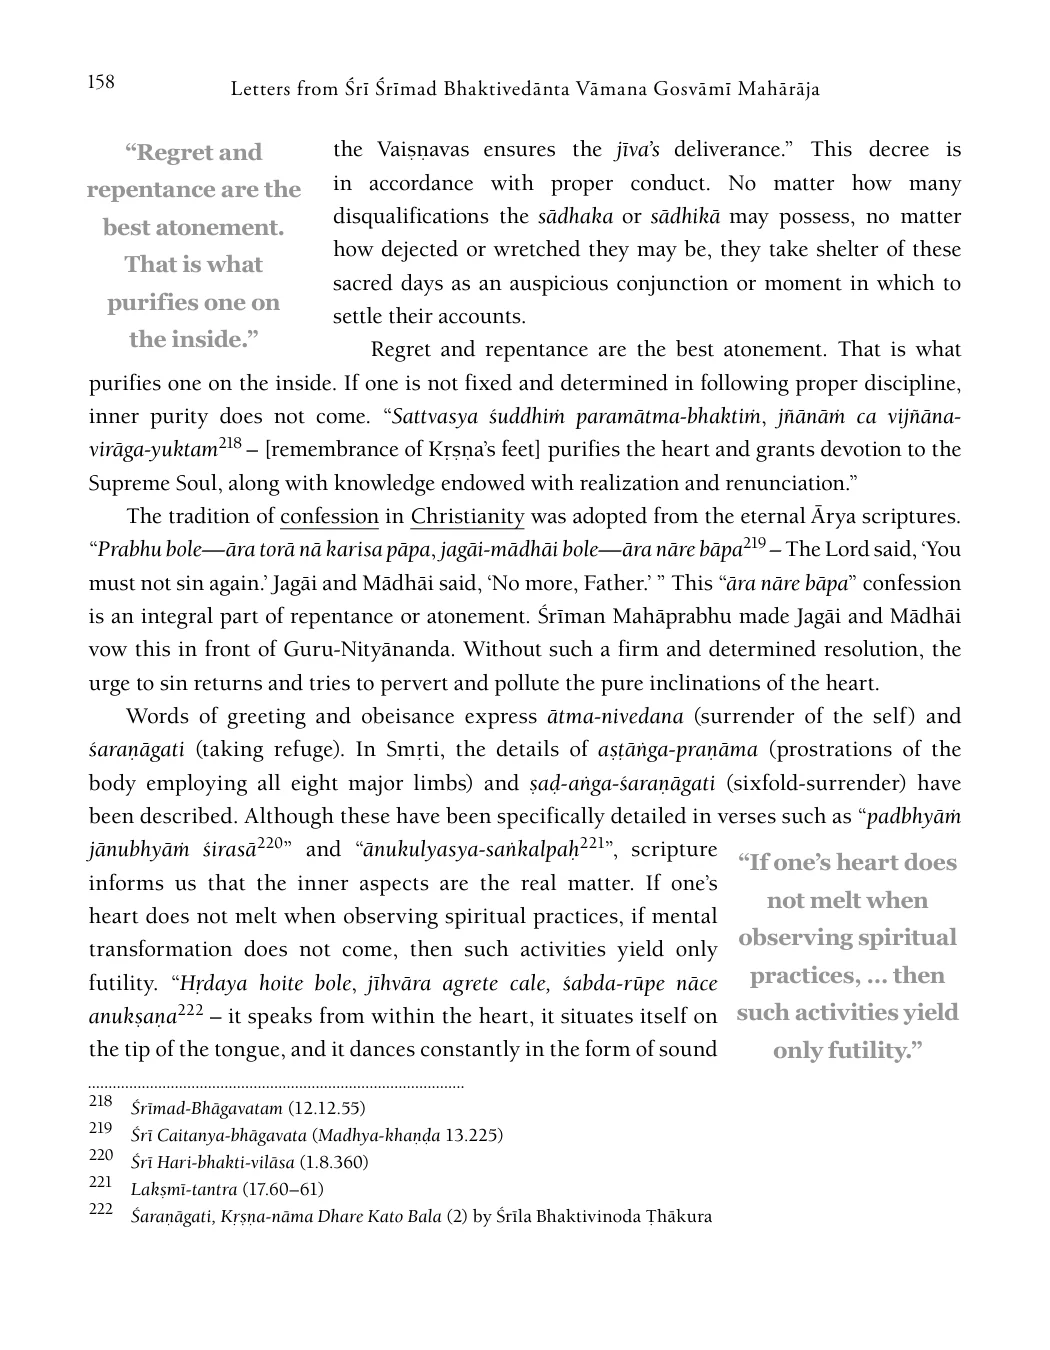 158
Letters from Śrī Śrīmad Bhaktivedānta Vāmana Gosvāmī Mahārāja
“Regret and
repentance are the
best atonement.
That is what
purifies one on
the inside.”
the Vaiṣṇavas ensures the jīva’s deliverance.” This decree is
in accordance with proper conduct. No matter how many
disqualifications the sādhaka or sādhikā may possess, no matter
how dejected or wretched they may be, they take shelter of these
sacred days as an auspicious conjunction or moment in which to
settle their accounts.
Regret and repentance are the best atonement. That is what
purifies one on the inside. If one is not fixed and determined in following proper discipline,
inner purity does not come. “Sattvasya śuddhiṁ paramātma-bhaktiṁ, jñānāṁ ca vijñāna-
virāga-yuktam218 – [remembrance of Kṛṣṇa’s feet] purifies the heart and grants devotion to the
Supreme Soul, along with knowledge endowed with realization and renunciation.”
The tradition of confession in Christianity was adopted from the eternal Ārya scriptures.
“Prabhu bole—āra torā nā karisa pāpa, jagāi-mādhāi bole—āra nāre bāpa219 – The Lord said, ‘You
must not sin again.’ Jagāi and Mādhāi said, ‘No more, Father.’ ” This “āra nāre bāpa” confession
is an integral part of repentance or atonement. Śrīman Mahāprabhu made Jagāi and Mādhāi
vow this in front of Guru-Nityānanda. Without such a firm and determined resolution, the
urge to sin returns and tries to pervert and pollute the pure inclinations of the heart.
Words of greeting and obeisance express ātma-nivedana (surrender of the self) and
śaraṇāgati (taking refuge). In Smṛti, the details of aṣṭāṅga-praṇāma (prostrations of the
body employing all eight major limbs) and ṣaḍ-aṅga-śaraṇāgati (sixfold-surrender) have
been described. Although these have been specifically detailed in verses such as “padbhyāṁ
jānubhyāṁ śirasā220” and “ānukulyasya-saṅkalpaḥ221”, scripture
informs us that the inner aspects are the real matter. If one’s
heart does not melt when observing spiritual practices, if mental
transformation does not come, then such activities yield only
futility. “Hṛdaya hoite bole, jīhvāra agrete cale, śabda-rūpe nāce
anukṣaṇa222 – it speaks from within the heart, it situates itself on
the tip of the tongue, and it dances constantly in the form of sound
“If one’s heart does
not melt when
observing spiritual
practices, ... then
such activities yield
only futility.”
218 Śrīmad-Bhāgavatam (12.12.55)
219 Śrī Caitanya-bhāgavata (Madhya-khaṇḍa 13.225)
220 Śrī Hari-bhakti-vilāsa (1.8.360)
221 Lakṣmī-tantra (17.60–61)
222 Śaraṇāgati, Kṛṣṇa-nāma Dhare Kato Bala (2) by Śrīla Bhaktivinoda Ṭhākura